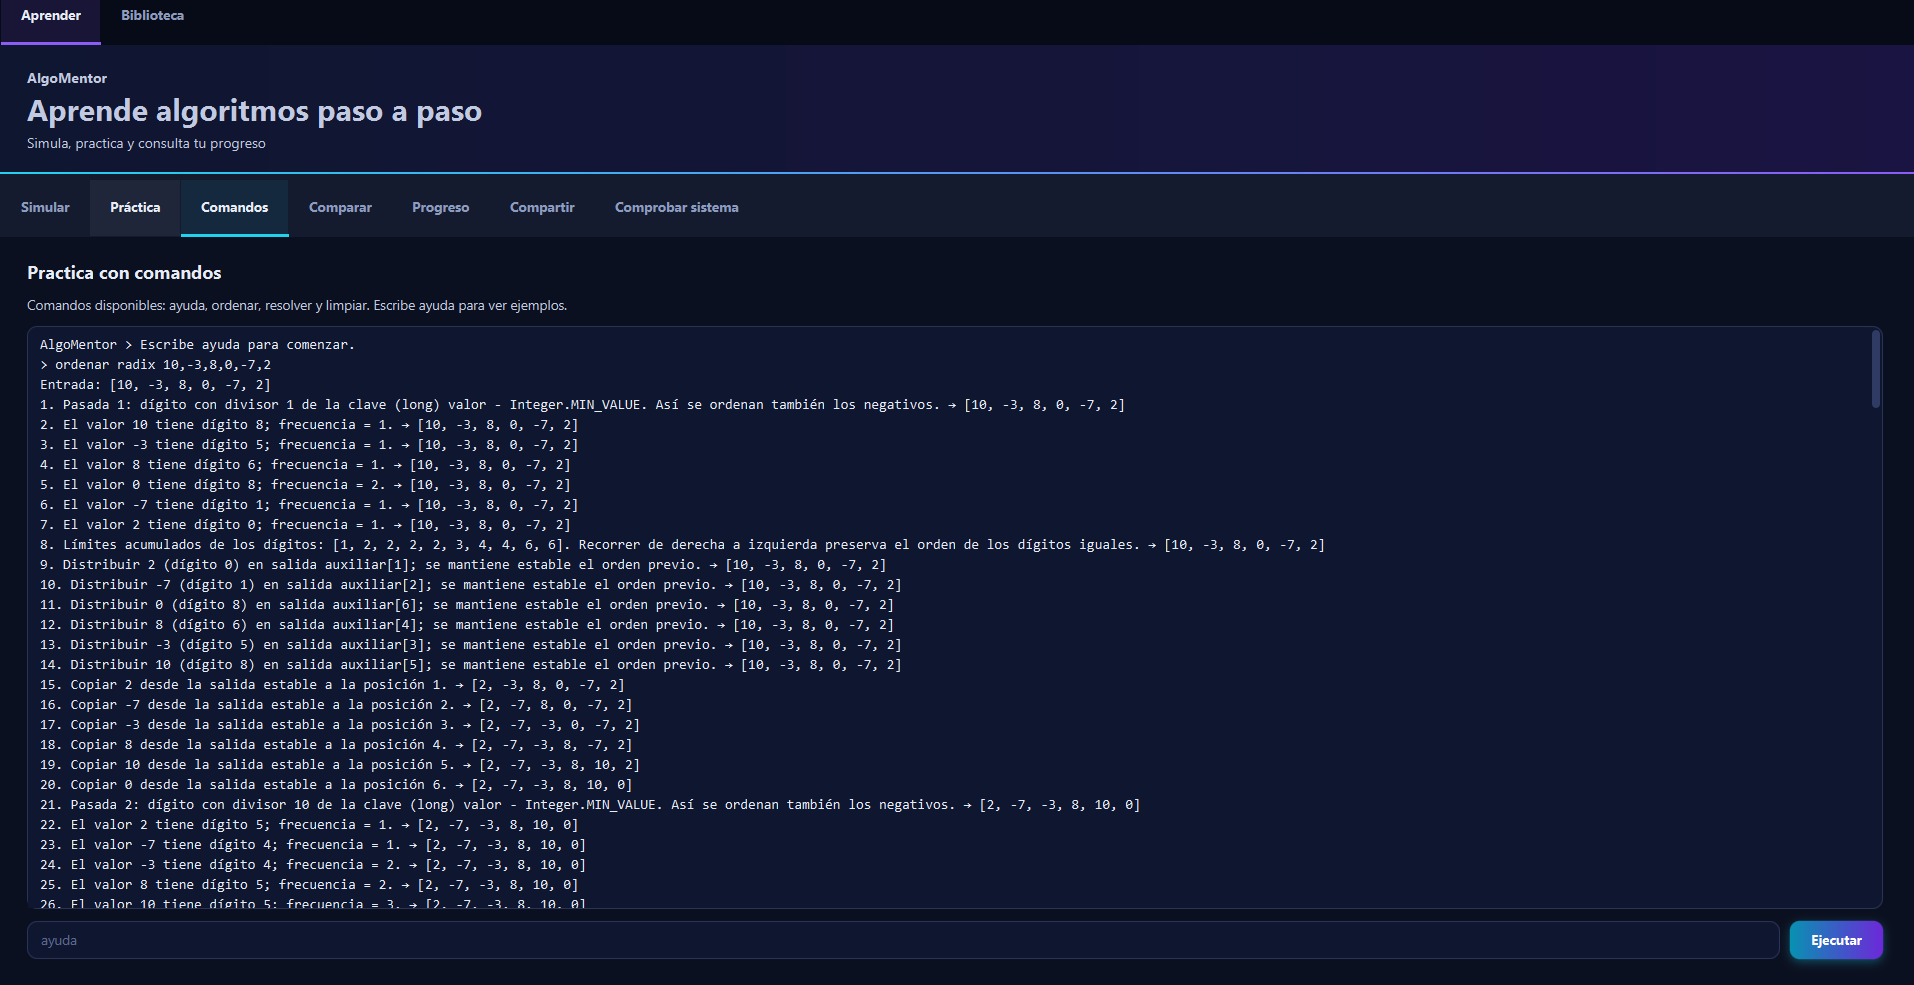 Aprender Biblioteca
AlgoMentor
Aprende algoritmos paso a paso
Simula, practica y consulta tu progreso
Simular Práctica Comandos Comparar Progreso Compartir Comprobar sistema
Practica con comandos
Comandos disponibles: ayuda, ordenar, resolver y limpiar. Escribe ayuda para ver ejemplos.
AlgoMentor > Escribe ayuda para comenzar.
> ordenar radix 10,-3,8,0,-7,2
Entrada: [10, -3, 8, 0, -7, 2]
1. Pasada 1: dígito con divisor 1 de la clave (long) valor - Integer.MIN_VALUE. Así se ordenan también los negativos. → [10, -3, 8, 0, -7, 2]
2. El valor 10 tiene dígito 8; frecuencia = 1. → [10, -3, 8, 0, -7, 2]
3. El valor -3 tiene dígito 5; frecuencia = 1. → [10, -3, 8, 0, -7, 2]
4. El valor 8 tiene dígito 6; frecuencia = 1. → [10, -3, 8, 0, -7, 2]
5. El valor 0 tiene dígito 8; frecuencia = 2. → [10, -3, 8, 0, -7, 2]
6. El valor -7 tiene dígito 1; frecuencia = 1. → [10, -3, 8, 0, -7, 2]
7. El valor 2 tiene dígito 0; frecuencia = 1. → [10, -3, 8, 0, -7, 2]
8. Límites acumulados de los dígitos: [1, 2, 2, 2, 2, 3, 4, 4, 6, 6]. Recorrer de derecha a izquierda preserva el orden de los dígitos iguales. → [10, -3, 8, 0, -7, 2]
9. Distribuir 2 (dígito 0) en salida auxiliar[1]; se mantiene estable el orden previo. → [10, -3, 8, 0, -7, 2]
10. Distribuir -7 (dígito 1) en salida auxiliar[2]; se mantiene estable el orden previo. → [10, -3, 8, 0, -7, 2]
11. Distribuir 0 (dígito 8) en salida auxiliar[6]; se mantiene estable el orden previo. → [10, -3, 8, 0, -7, 2]
12. Distribuir 8 (dígito 6) en salida auxiliar[4]; se mantiene estable el orden previo. → [10, -3, 8, 0, -7, 2]
13. Distribuir -3 (dígito 5) en salida auxiliar[3]; se mantiene estable el orden previo. → [10, -3, 8, 0, -7, 2]
14. Distribuir 10 (dígito 8) en salida auxiliar[5]; se mantiene estable el orden previo. → [10, -3, 8, 0, -7, 2]
15. Copiar 2 desde la salida estable a la posición 1. → [2, -3, 8, 0, -7, 2]
16. Copiar -7 desde la salida estable a la posición 2. → [2, -7, 8, 0, -7, 2]
17. Copiar -3 desde la salida estable a la posición 3. → [2, -7, -3, 0, -7, 2]
18. Copiar 8 desde la salida estable a la posición 4. → [2, -7, -3, 8, -7, 2]
19. Copiar 10 desde la salida estable a la posición 5. → [2, -7, -3, 8, 10, 2]
20. Copiar 0 desde la salida estable a la posición 6. → [2, -7, -3, 8, 10, 0]
21. Pasada 2: dígito con divisor 10 de la clave (long) valor - Integer.MIN_VALUE. Así se ordenan también los negativos. → [2, -7, -3, 8, 10, 0]
22. El valor 2 tiene dígito 5; frecuencia = 1. → [2, -7, -3, 8, 10, 0]
23. El valor -7 tiene dígito 4; frecuencia = 1. → [2, -7, -3, 8, 10, 0]
24. El valor -3 tiene dígito 4; frecuencia = 2. → [2, -7, -3, 8, 10, 0]
25. El valor 8 tiene dígito 5; frecuencia = 2. → [2, -7, -3, 8, 10, 0]
26. El valor 10 tiene dígito 5; frecuencia = 3. → [2, -7, -3, 8, 10, 0]
ayuda Ejecutar